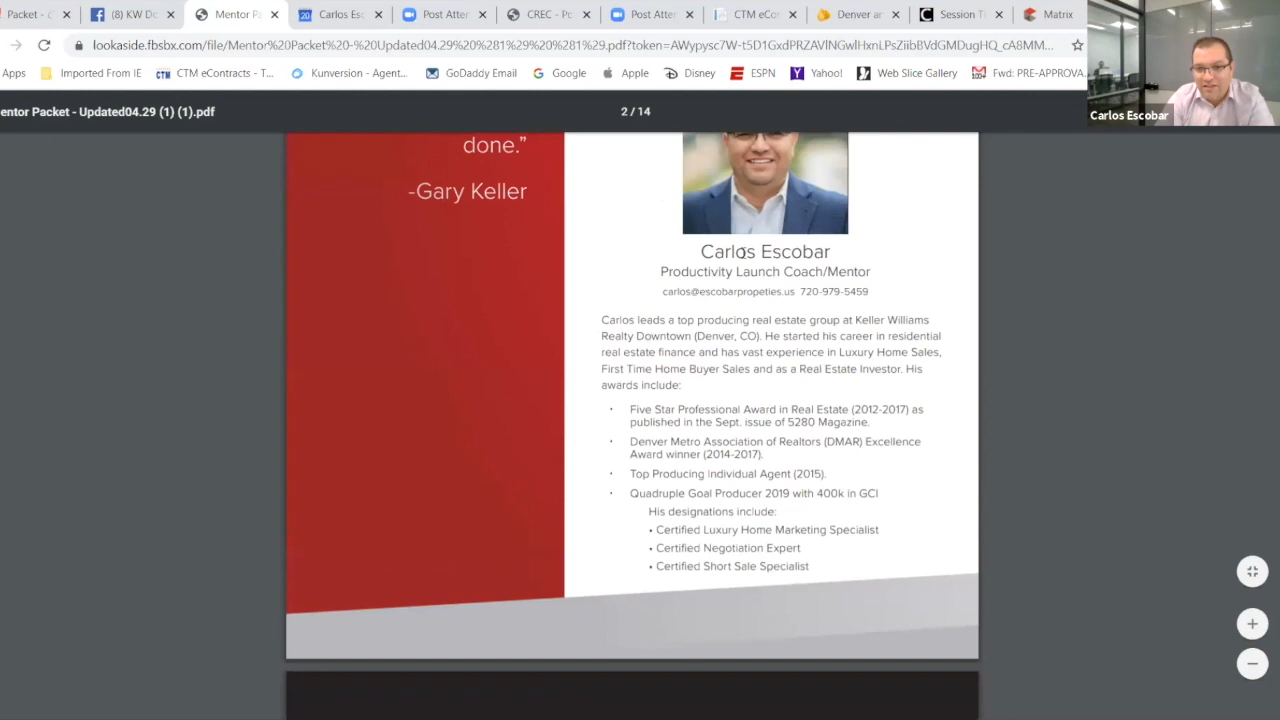 Packet - C
(8) KW Do
Mentor Pa
Carlos Esc
Post Atter
CREC - Po
Post Atter
CTM eCor
Denver ar
Session Ti
Matrix
lookaside.fbsbx.com/file/Mentor%20Packet%20-%20Updated04.29%20%281%29%20%281%29.pdf?token=
Apps
Imported From IE
CTM eContracts - T...
Kunversion - Agent...
GoDaddy Email
Google
Apple
Disney
ESPN
Yahoo!
Web Slice Gallery
Fwd: PRE-APPROVA
entor Packet - Updated04.29 (1) (1).pdf
2 / 14
Carlos Escobar
done.”
-Gary Keller
Carlos Escobar
Productivity Launch Coach/Mentor
carlos@escobarpropeties.us 720-979-5459
Carlos leads a top producing real estate group at Keller Williams
Realty Downtown (Denver, CO). He started his career in residential
real estate finance and has vast experience in Luxury Home Sales,
First Time Home Buyer Sales and as a Real Estate Investor. His
awards include:
· Five Star Professional Award in Real Estate (2012-2017) as
published in the Sept. issue of 5280 Magazine.
· Denver Metro Association of Realtors (DMAR) Excellence
Award winner (2014-2017).
· Top Producing Individual Agent (2015).
· Quadruple Goal Producer 2019 with 400k in GCI
His designations include:
• Certified Luxury Home Marketing Specialist
• Certified Negotiation Expert
• Certified Short Sale Specialist